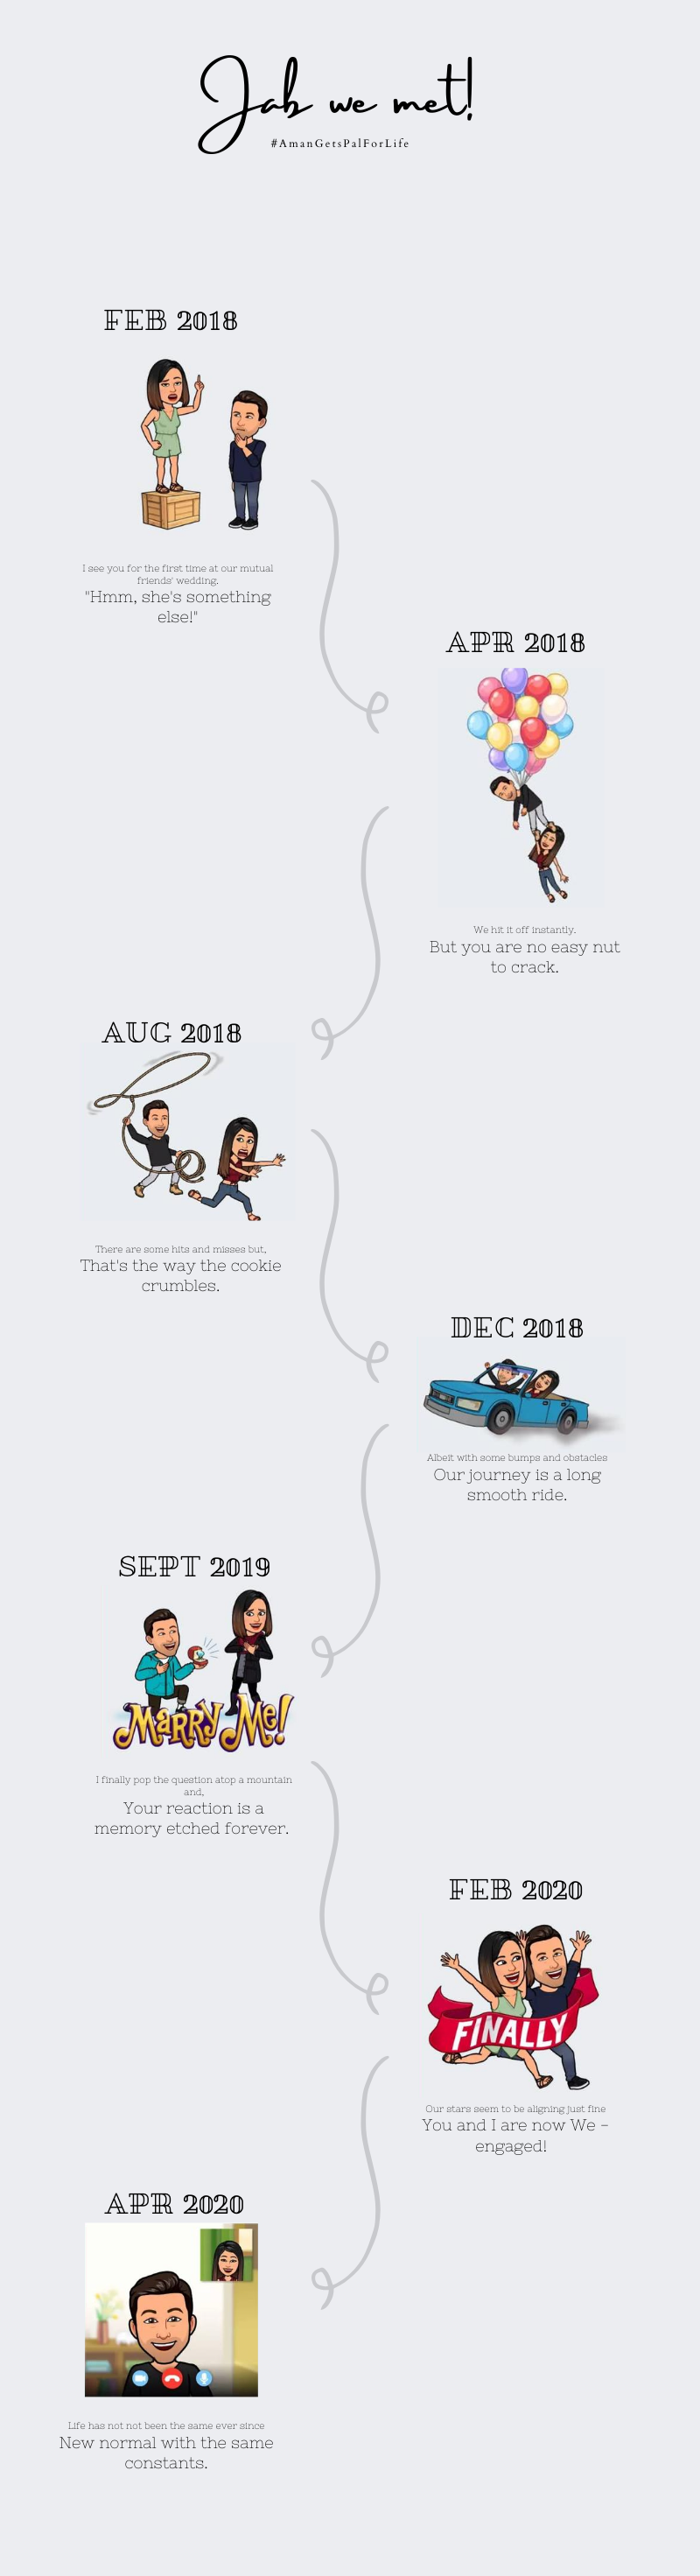 Jab we met!
#AmanGetsPalForLife
FEB 2018
I see you for the first time at our mutual
friends' wedding.
"Hmm, she's something
else!"
APR 2018
We hit it off instantly.
But you are no easy nut
to crack.
AUG 2018
There are some hits and misses but,
That's the way the cookie
crumbles.
DEC 2018
Albeit with some bumps and obstacles
Our journey is a long
smooth ride.
SEPT 2019
MARRY ME!
I finally pop the question atop a mountain
and,
Your reaction is a
memory etched forever.
FEB 2020
FINALLY
Our stars seem to be aligning just fine
You and I are now We -
engaged!
APR 2020
Life has not not been the same ever since
New normal with the same
constants.